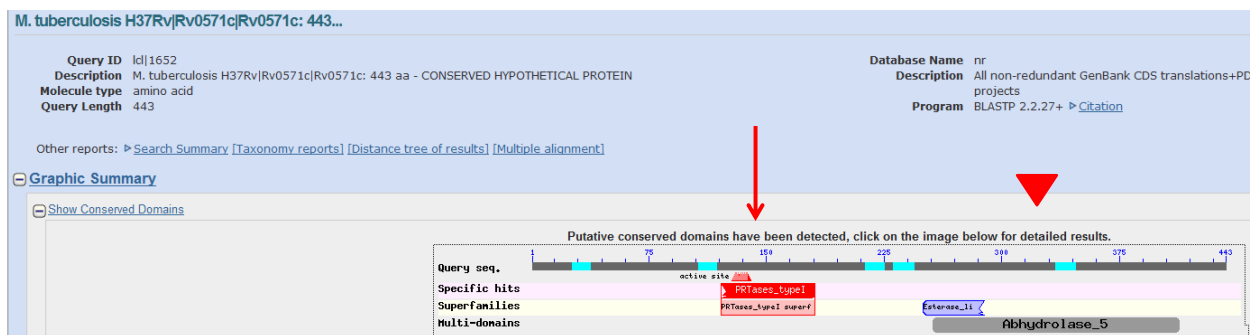 M. tuberculosis H37Rv|Rv0571c|Rv0571c: 443...
Query ID lcl|1652
Description M. tuberculosis H37Rv|Rv0571c|Rv0571c: 443 aa - CONSERVED HYPOTHETICAL PROTEIN
Molecule type amino acid
Query Length 443
Database Name nr
Description All non-redundant GenBank CDS translations+PD
projects
Program BLASTP 2.2.27+ Citation
Other reports: Search Summary [Taxonomy reports] [Distance tree of results] [Multiple alignment]
Graphic Summary
Show Conserved Domains
Putative conserved domains have been detected, click on the image below for detailed results.
1 75 150 225 300 375 443
Query seq.
active site
Specific hits PRTases_typeI
Superfamilies PRTases_typeI superf Esterase_li
Multi-domains Abhydrolase_5